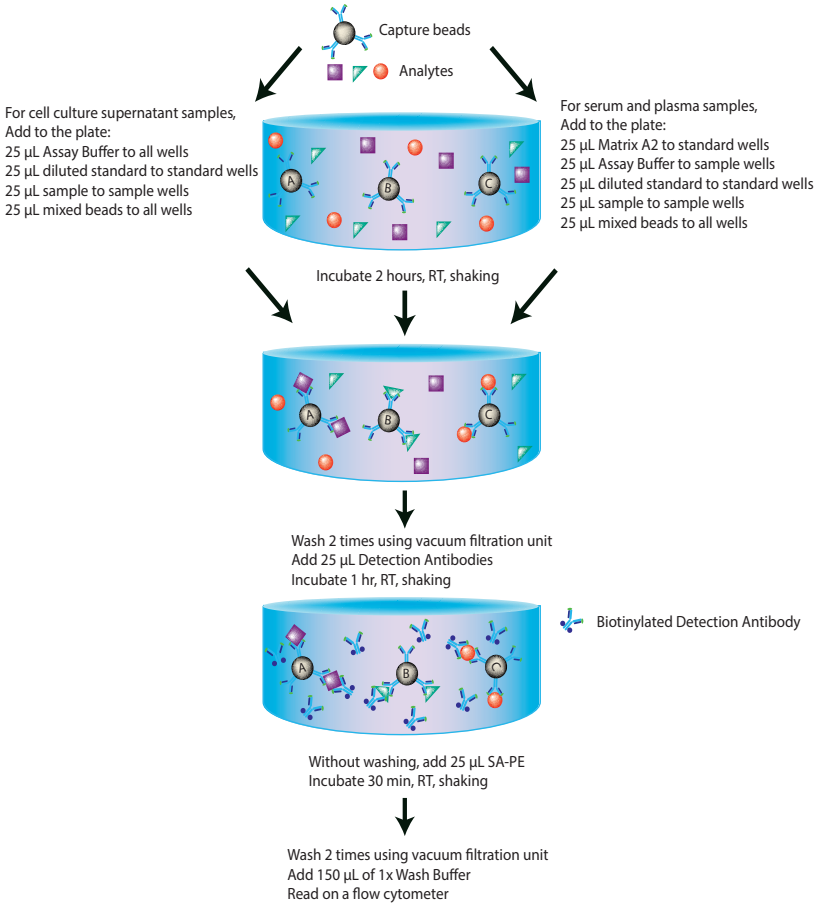 Capture beads
Analytes
For cell culture supernatant samples,
Add to the plate:
25 µL Assay Buffer to all wells
25 µL diluted standard to standard wells
25 µL sample to sample wells
25 µL mixed beads to all wells
For serum and plasma samples,
Add to the plate:
25 µL Matrix A2 to standard wells
25 µL Assay Buffer to sample wells
25 µL diluted standard to standard wells
25 µL sample to sample wells
25 µL mixed beads to all wells
A
B
C
Incubate 2 hours, RT, shaking
A
B
C
Wash 2 times using vacuum filtration unit
Add 25 µL Detection Antibodies
Incubate 1 hr, RT, shaking
Biotinylated Detection Antibody
A
B
C
Without washing, add 25 µL SA-PE
Incubate 30 min, RT, shaking
Wash 2 times using vacuum filtration unit
Add 150 µL of 1x Wash Buffer
Read on a flow cytometer